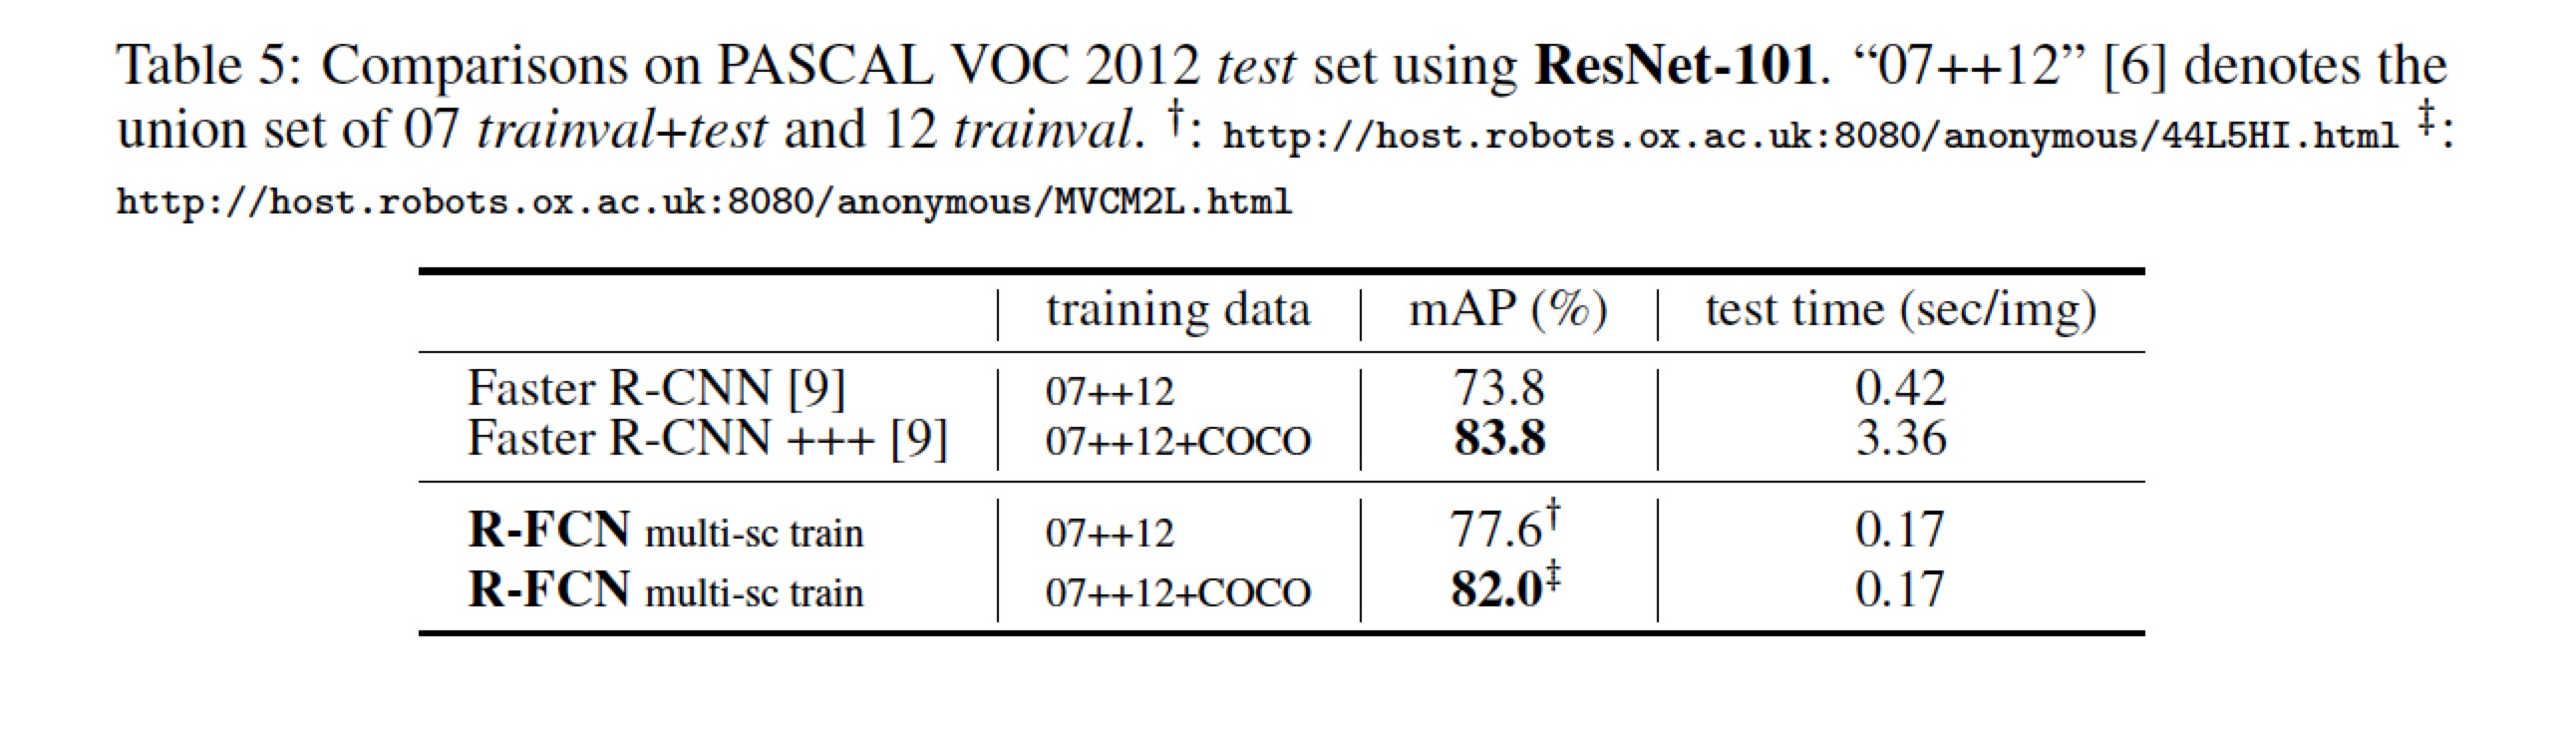 Table 5: Comparisons on PASCAL VOC 2012 test set using ResNet-101. “07++12” [6] denotes the
union set of 07 trainval+test and 12 trainval. †: http://host.robots.ox.ac.uk:8080/anonymous/44L5HI.html ‡:
http://host.robots.ox.ac.uk:8080/anonymous/MVCM2L.html
training data mAP (%) test time (sec/img)
Faster R-CNN [9] 07++12 73.8 0.42
Faster R-CNN +++ [9] 07++12+COCO 83.8 3.36
R-FCN multi-sc train 07++12 77.6† 0.17
R-FCN multi-sc train 07++12+COCO 82.0‡ 0.17